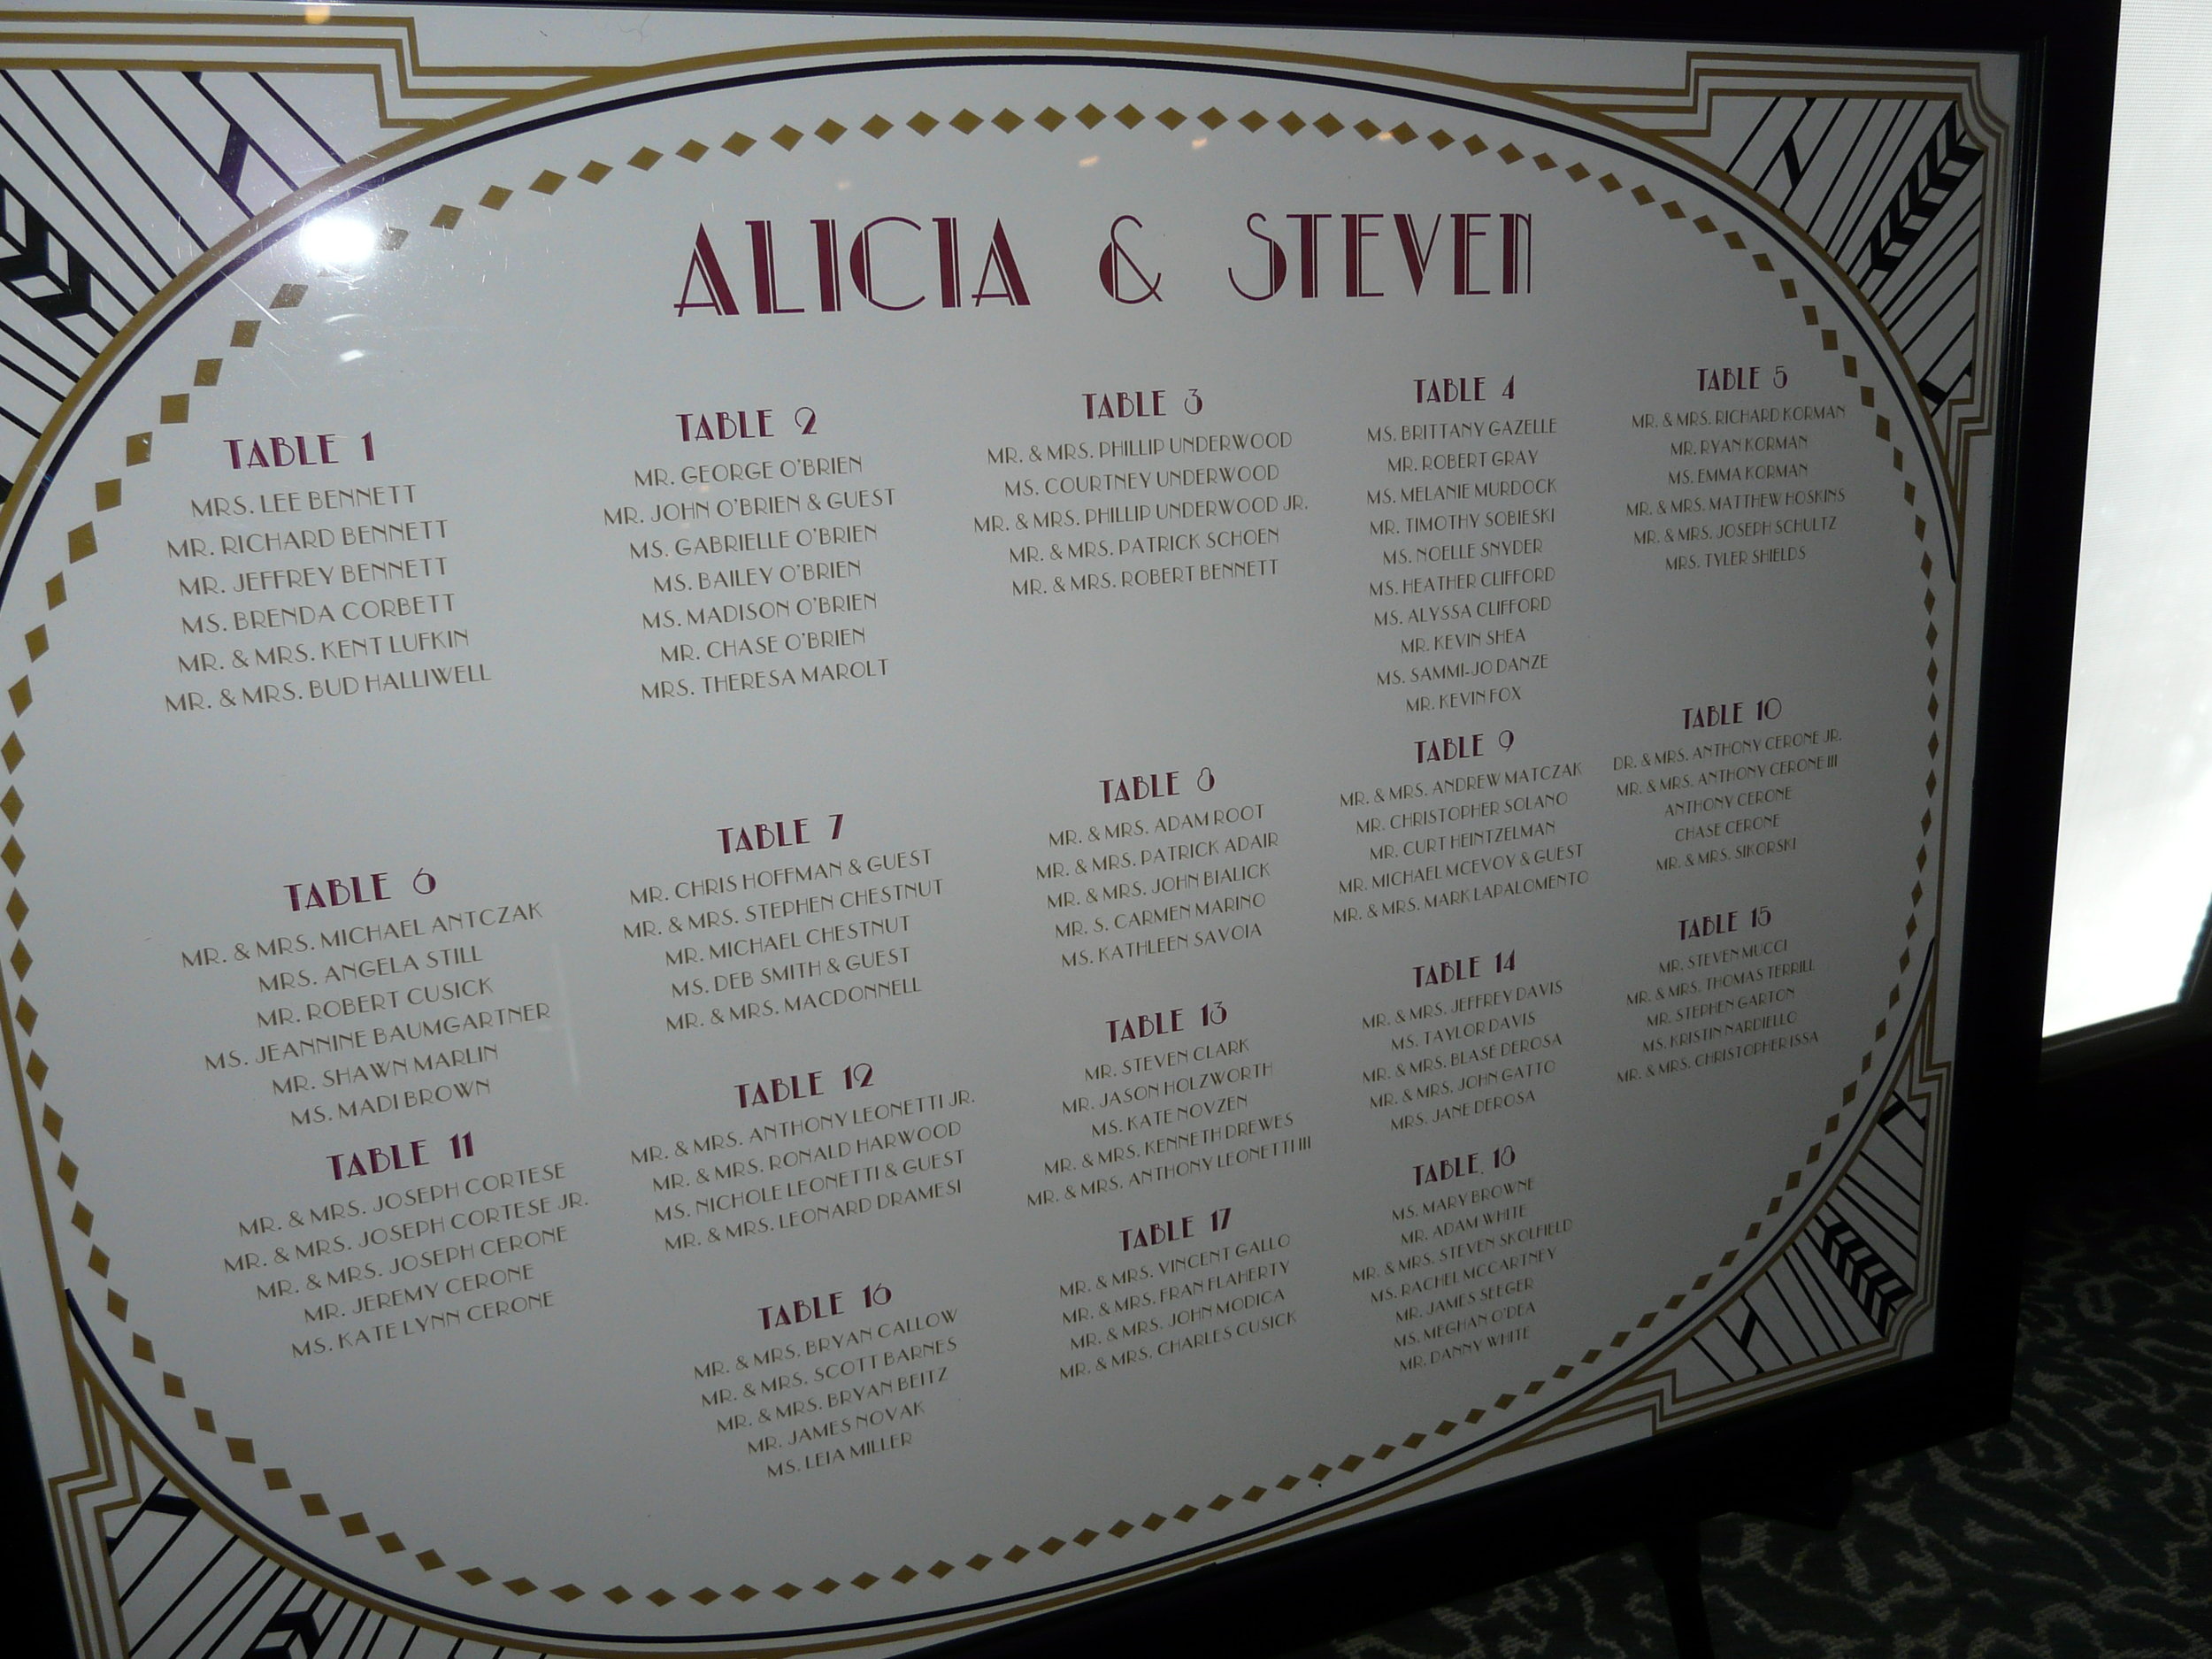 ALICIA & STEVEN
TABLE 1
MRS. LEE BENNETT
MR. RICHARD BENNETT
MR. JEFFREY BENNETT
MS. BRENDA CORBETT
MR. & MRS. KENT LUFKIN
MR. & MRS. BUD HALLIWELL
TABLE 2
MR. GEORGE O'BRIEN
MR. JOHN O'BRIEN & GUEST
MS. GABRIELLE O'BRIEN
MS. BAILEY O'BRIEN
MS. MADISON O'BRIEN
MR. CHASE O'BRIEN
MRS. THERESA MAROLT
TABLE 3
MR. & MRS. PHILLIP UNDERWOOD
MS. COURTNEY UNDERWOOD
MR. & MRS. PHILLIP UNDERWOOD JR.
MR. & MRS. PATRICK SCHOEN
MR. & MRS. ROBERT BENNETT
TABLE 4
MS. BRITTANY GAZELLE
MR. ROBERT GRAY
MS. MELANIE MURDOCK
MR. TIMOTHY SOBIESKI
MS. NOELLE SNYDER
MS. HEATHER CLIFFORD
MS. ALYSSA CLIFFORD
MR. KEVIN SHEA
MS. SAMMI-JO DANZE
MR. KEVIN FOX
TABLE 5
MR. & MRS. RICHARD KORMAN
MR. RYAN KORMAN
MS. EMMA KORMAN
MR. & MRS. MATTHEW HOSKINS
MR. & MRS. JOSEPH SCHULTZ
MRS. TYLER SHIELDS
TABLE 6
MR. & MRS. MICHAEL ANTCZAK
MRS. ANGELA STILL
MR. ROBERT CUSICK
MS. JEANNINE BAUMGARTNER
MR. SHAWN MARLIN
MS. MADI BROWN
TABLE 7
MR. CHRIS HOFFMAN & GUEST
MR. & MRS. STEPHEN CHESTNUT
MR. MICHAEL CHESTNUT
MS. DEB SMITH & GUEST
MR. & MRS. MACDONNELL
TABLE 8
MR. & MRS. ADAM ROOT
MR. & MRS. PATRICK ADAIR
MR. & MRS. JOHN BIALICK
MR. S. CARMEN MARINO
MS. KATHLEEN SAVOIA
TABLE 9
MR. & MRS. ANDREW MATCZAK
MR. CHRISTOPHER SOLANO
MR. CURT HEINTZELMAN
MR. MICHAEL MCEVOY & GUEST
MR. & MRS. MARK LAPALOMENTO
TABLE 10
DR. & MRS. ANTHONY CERONE JR.
MR. & MRS. ANTHONY CERONE III
ANTHONY CERONE
CHASE CERONE
MR. & MRS. SIKORSKI
TABLE 11
MR. & MRS. JOSEPH CORTESE
MR. & MRS. JOSEPH CORTESE JR.
MR. & MRS. JOSEPH CERONE
MR. JEREMY CERONE
MS. KATE LYNN CERONE
TABLE 12
MR. & MRS. ANTHONY LEONETTI JR.
MR. & MRS. RONALD HARWOOD
MS. NICHOLE LEONETTI & GUEST
MR. & MRS. LEONARD DRAMESI
TABLE 13
MR. STEVEN CLARK
MR. JASON HOLZWORTH
MS. KATE NOVZEN
MR. & MRS. KENNETH DREWES
MR. & MRS. ANTHONY LEONETTI III
TABLE 14
MR. & MRS. JEFFREY DAVIS
MS. TAYLOR DAVIS
MR. & MRS. BLASE DEROSA
MR. & MRS. JOHN GATTO
MRS. JANE DEROSA
TABLE 15
MR. STEVEN MUCCI
MR. & MRS. THOMAS TERRILL
MR. STEPHEN GARTON
MS. KRISTIN NARDIELLO
MR. & MRS. CHRISTOPHER ISSA
TABLE 16
MR. & MRS. BRYAN CALLOW
MR. & MRS. SCOTT BARNES
MR. & MRS. BRYAN BEITZ
MR. JAMES NOVAK
MS. LEIA MILLER
TABLE 17
MR. & MRS. VINCENT GALLO
MR. & MRS. FRAN FLAHERTY
MR. & MRS. JOHN MODICA
MR. & MRS. CHARLES CUSICK
TABLE 18
MS. MARY BROWNE
MR. ADAM WHITE
MR. & MRS. STEVEN SKOLFIELD
MS. RACHEL MCCARTNEY
MR. JAMES SEEGER
MS. MEGHAN O'DEA
MR. DANNY WHITE